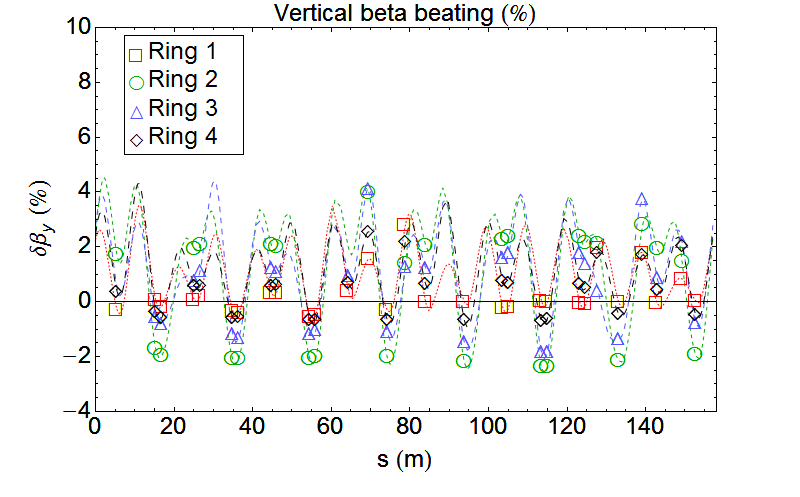 Vertical beta beating (%)
10
8
6
4
2
0
−2
−4
δβy (%)
Ring 1
Ring 2
Ring 3
Ring 4
0 20 40 60 80 100 120 140
s (m)